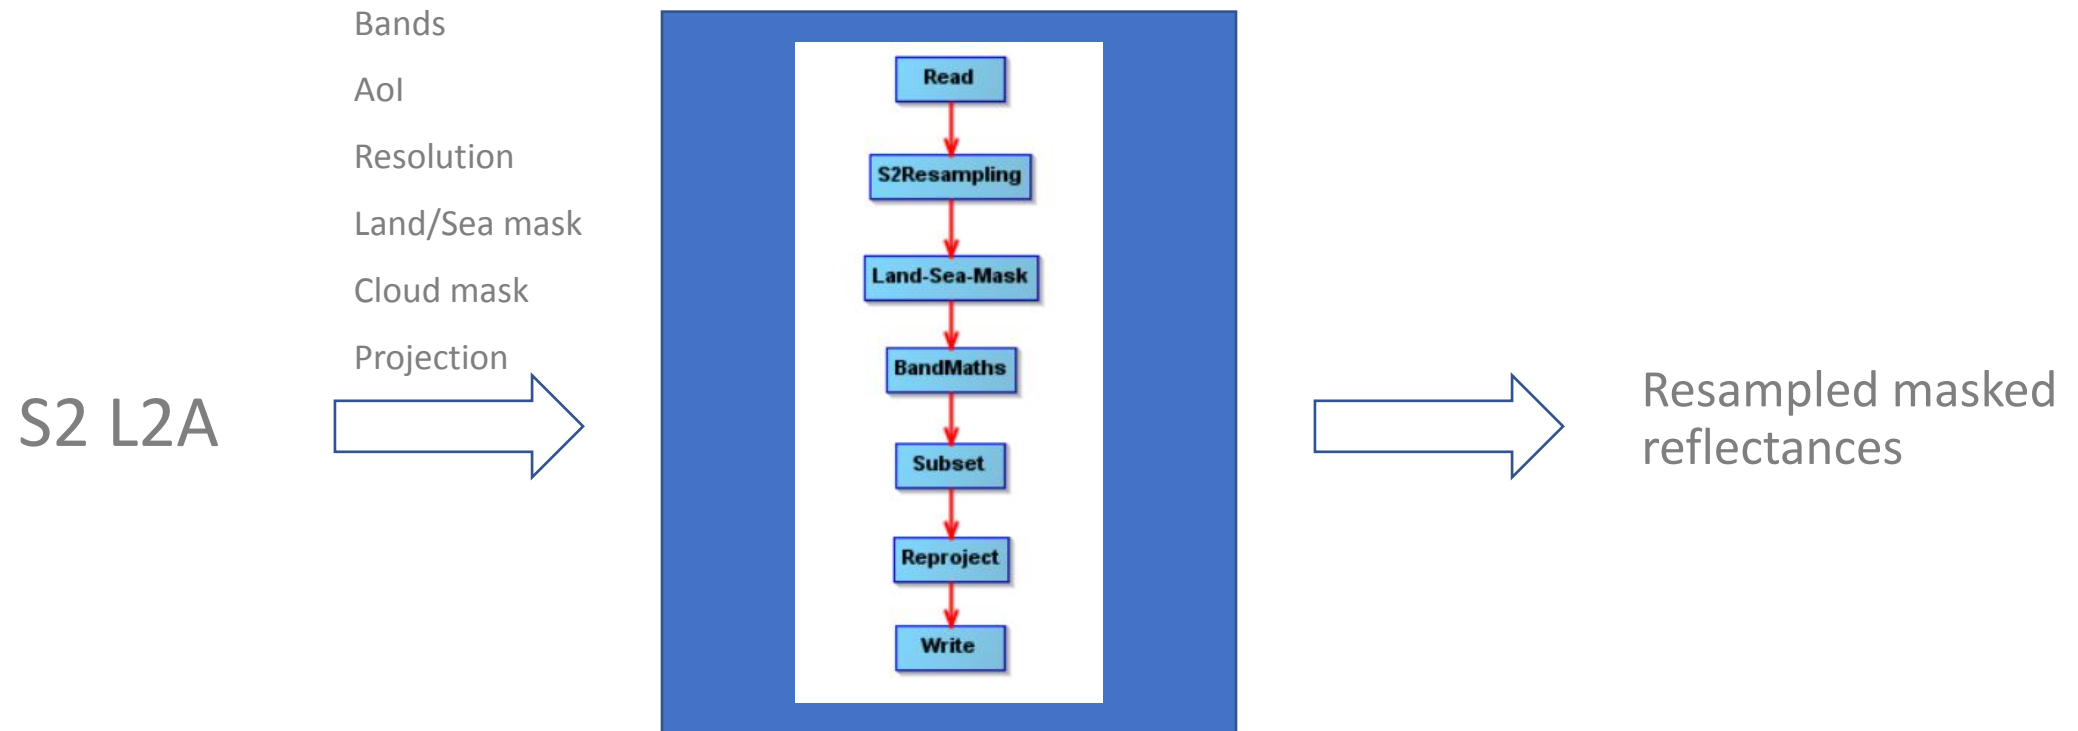 Bands
AoI
Resolution
Land/Sea mask
Cloud mask
Projection
S2 L2A
Read
S2Resampling
Land-Sea-Mask
BandMaths
Subset
Reproject
Write
Resampled masked
reflectances